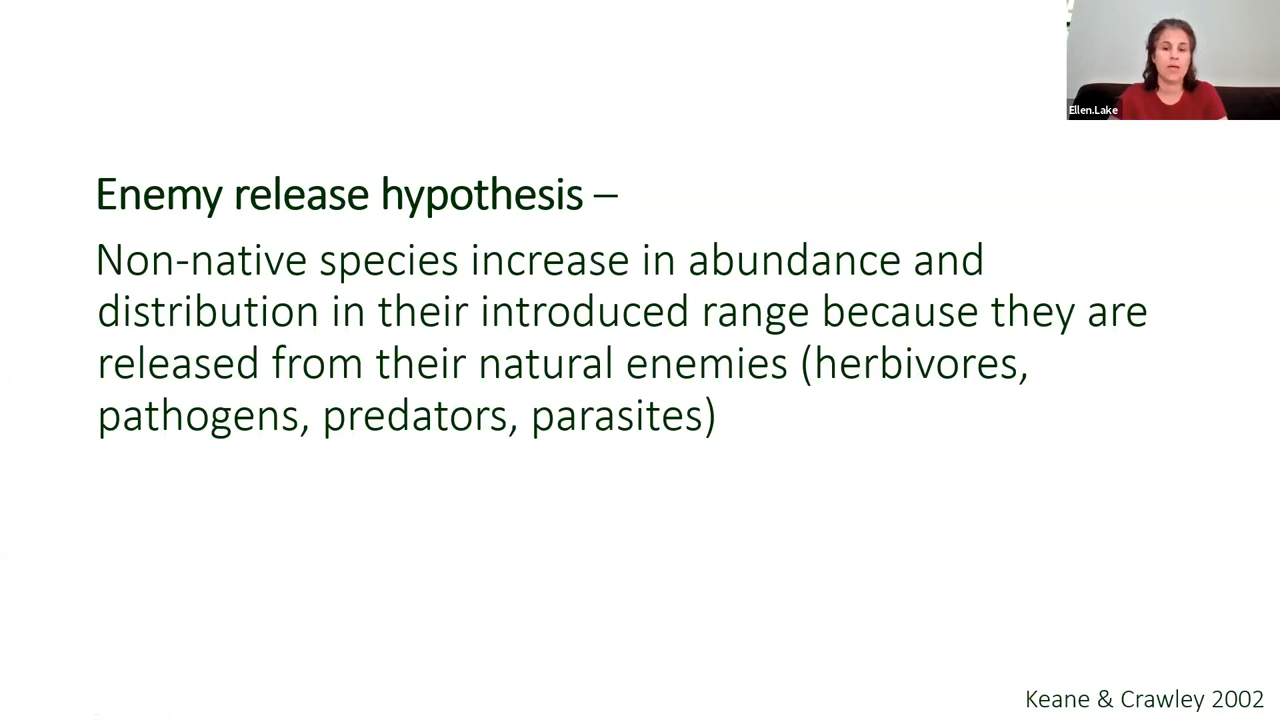 Ellen.Lake
Enemy release hypothesis –
Non-native species increase in abundance and
distribution in their introduced range because they are
released from their natural enemies (herbivores,
pathogens, predators, parasites)
Keane & Crawley 2002